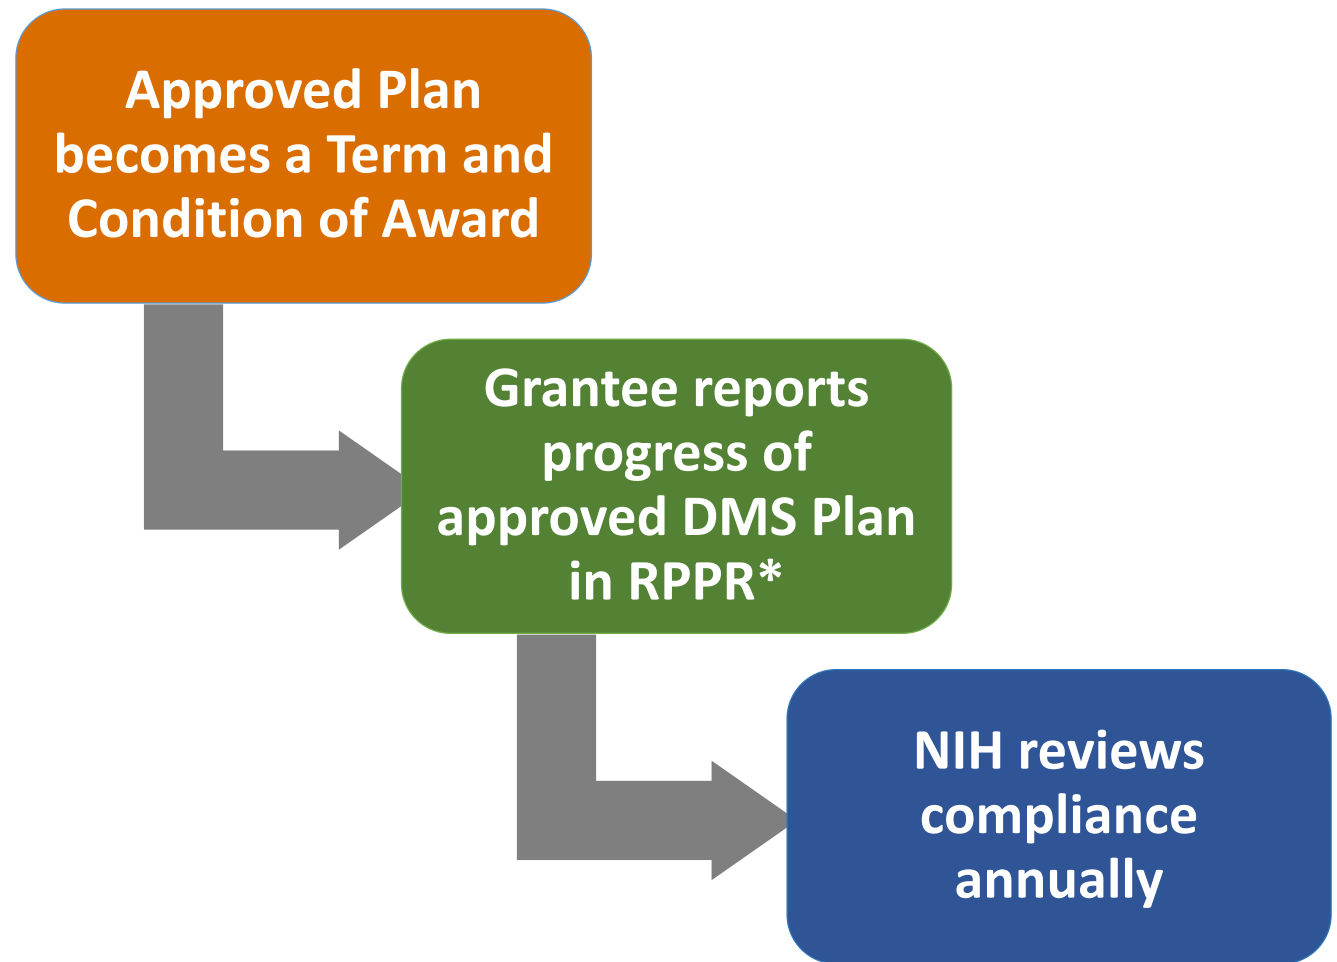 Approved Plan
becomes a Term and
Condition of Award
Grantee reports
progress of
approved DMS Plan
in RPPR*
NIH reviews
compliance
annually